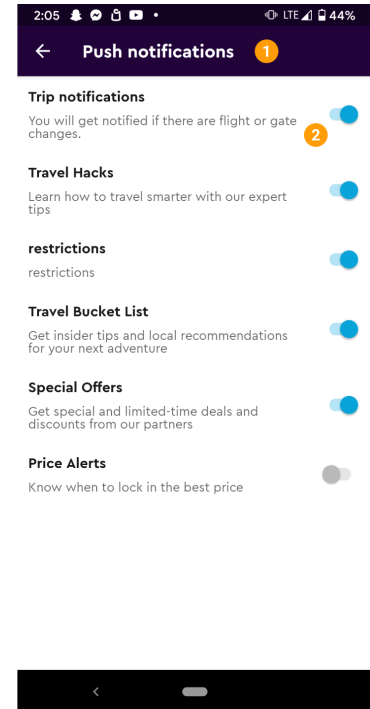 2:05 LTE 44%
Push notifications 1
Trip notifications
You will get notified if there are flight or gate
changes.
2
Travel Hacks
Learn how to travel smarter with our expert
tips
restrictions
restrictions
Travel Bucket List
Get insider tips and local recommendations
for your next adventure
Special Offers
Get special and limited-time deals and
discounts from our partners
Price Alerts
Know when to lock in the best price